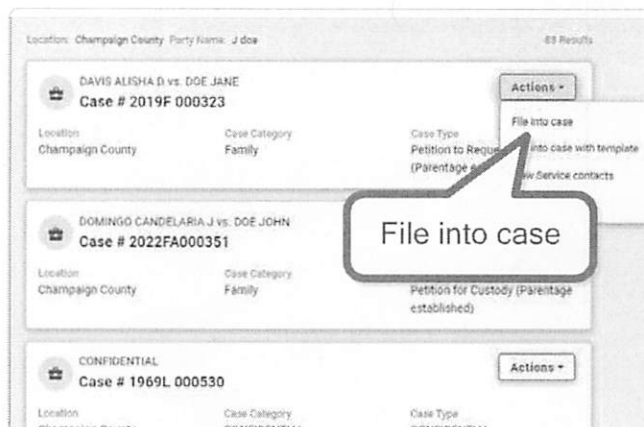 Location: Champaign County Party Name: J doe 83 Results
DAVIS ALISHA D vs. DOE JANE
Case # 2019F 000323
Actions
File into case
into case with template
Service contacts
Location Case Category Case Type
Champaign County Family Petition to
(Parentage
File into case
DOMINGO CANDELARIA J vs. DOE JOHN
Case # 2022FA000351
Location Case Category
Champaign County Family Petition for Custody (Parentage
established)
CONFIDENTIAL
Case # 1969L 000530
Actions
Location Case Category Case Type